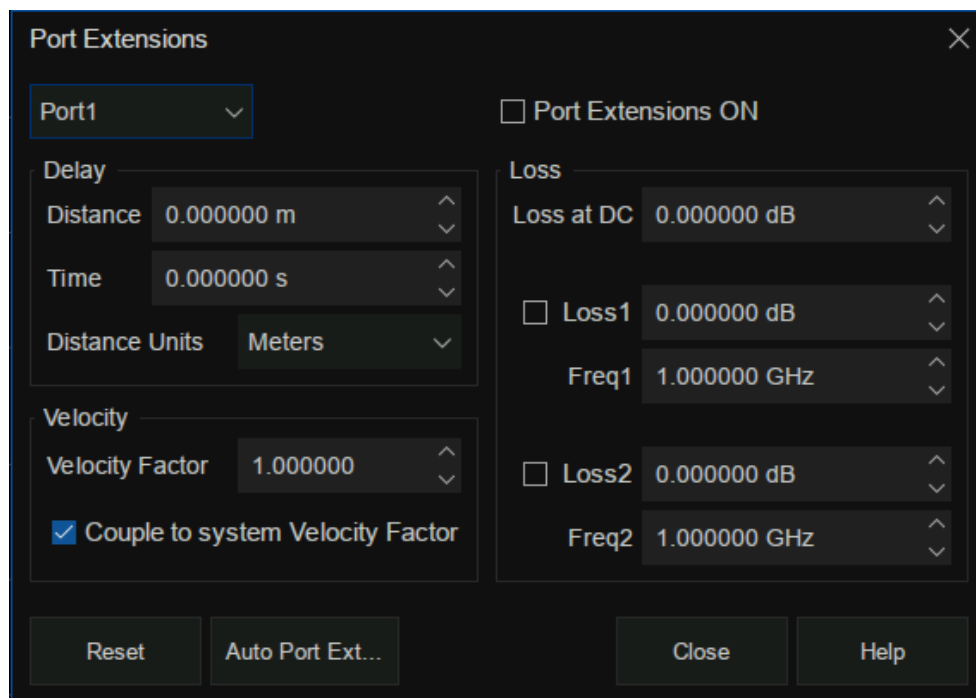 Port Extensions
Port1
Port Extensions ON
Delay
Distance 0.000000 m
Time 0.000000 s
Distance Units Meters
Velocity
Velocity Factor 1.000000
Couple to system Velocity Factor
Loss
Loss at DC 0.000000 dB
Loss1 0.000000 dB
Freq1 1.000000 GHz
Loss2 0.000000 dB
Freq2 1.000000 GHz
Reset
Auto Port Ext...
Close
Help